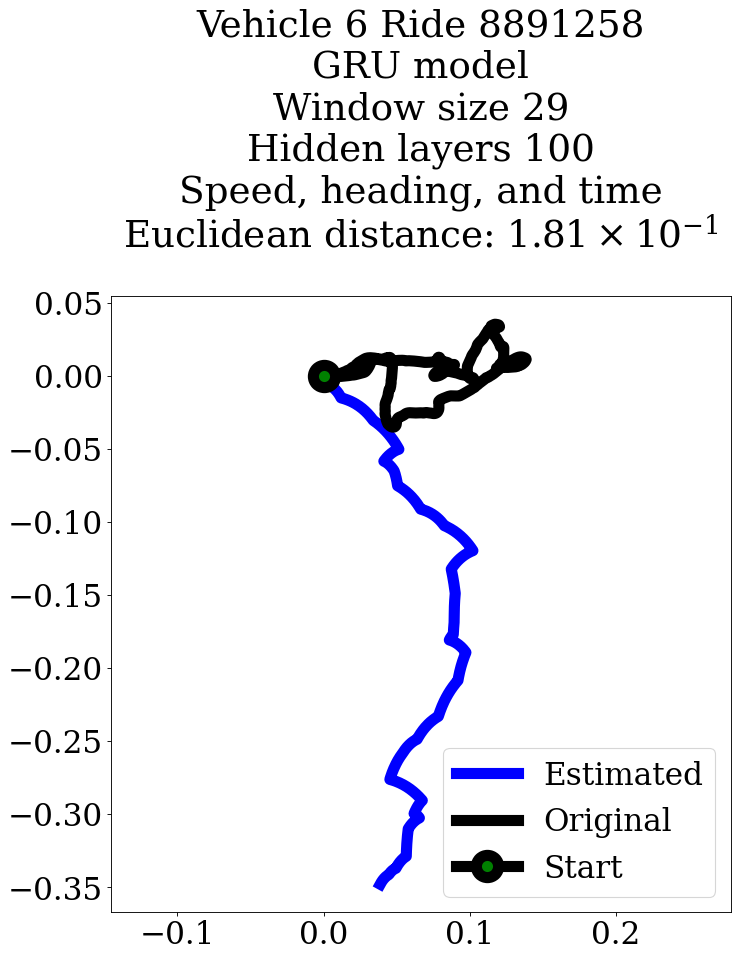 Vehicle 6 Ride 8891258
GRU model
Window size 29
Hidden layers 100
Speed, heading, and time
Euclidean distance: 1.81 × 10⁻¹
0.05
0.00
−0.05
−0.10
−0.15
−0.20
−0.25
−0.30
−0.35
Estimated
Original
Start
−0.1 0.0 0.1 0.2